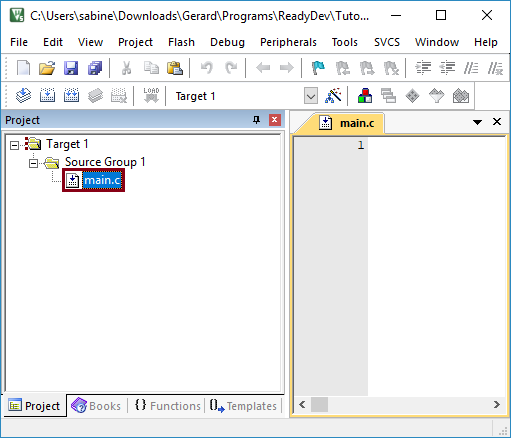 C:\Users\sabine\Downloads\Gerard\Programs\ReadyDev\Tuto...
File Edit View Project Flash Debug Peripherals Tools SVCS Window Help
LOAD Target 1
Project
main.c
Target 1
Source Group 1
main.c
1
Project Books {} Functions Templates